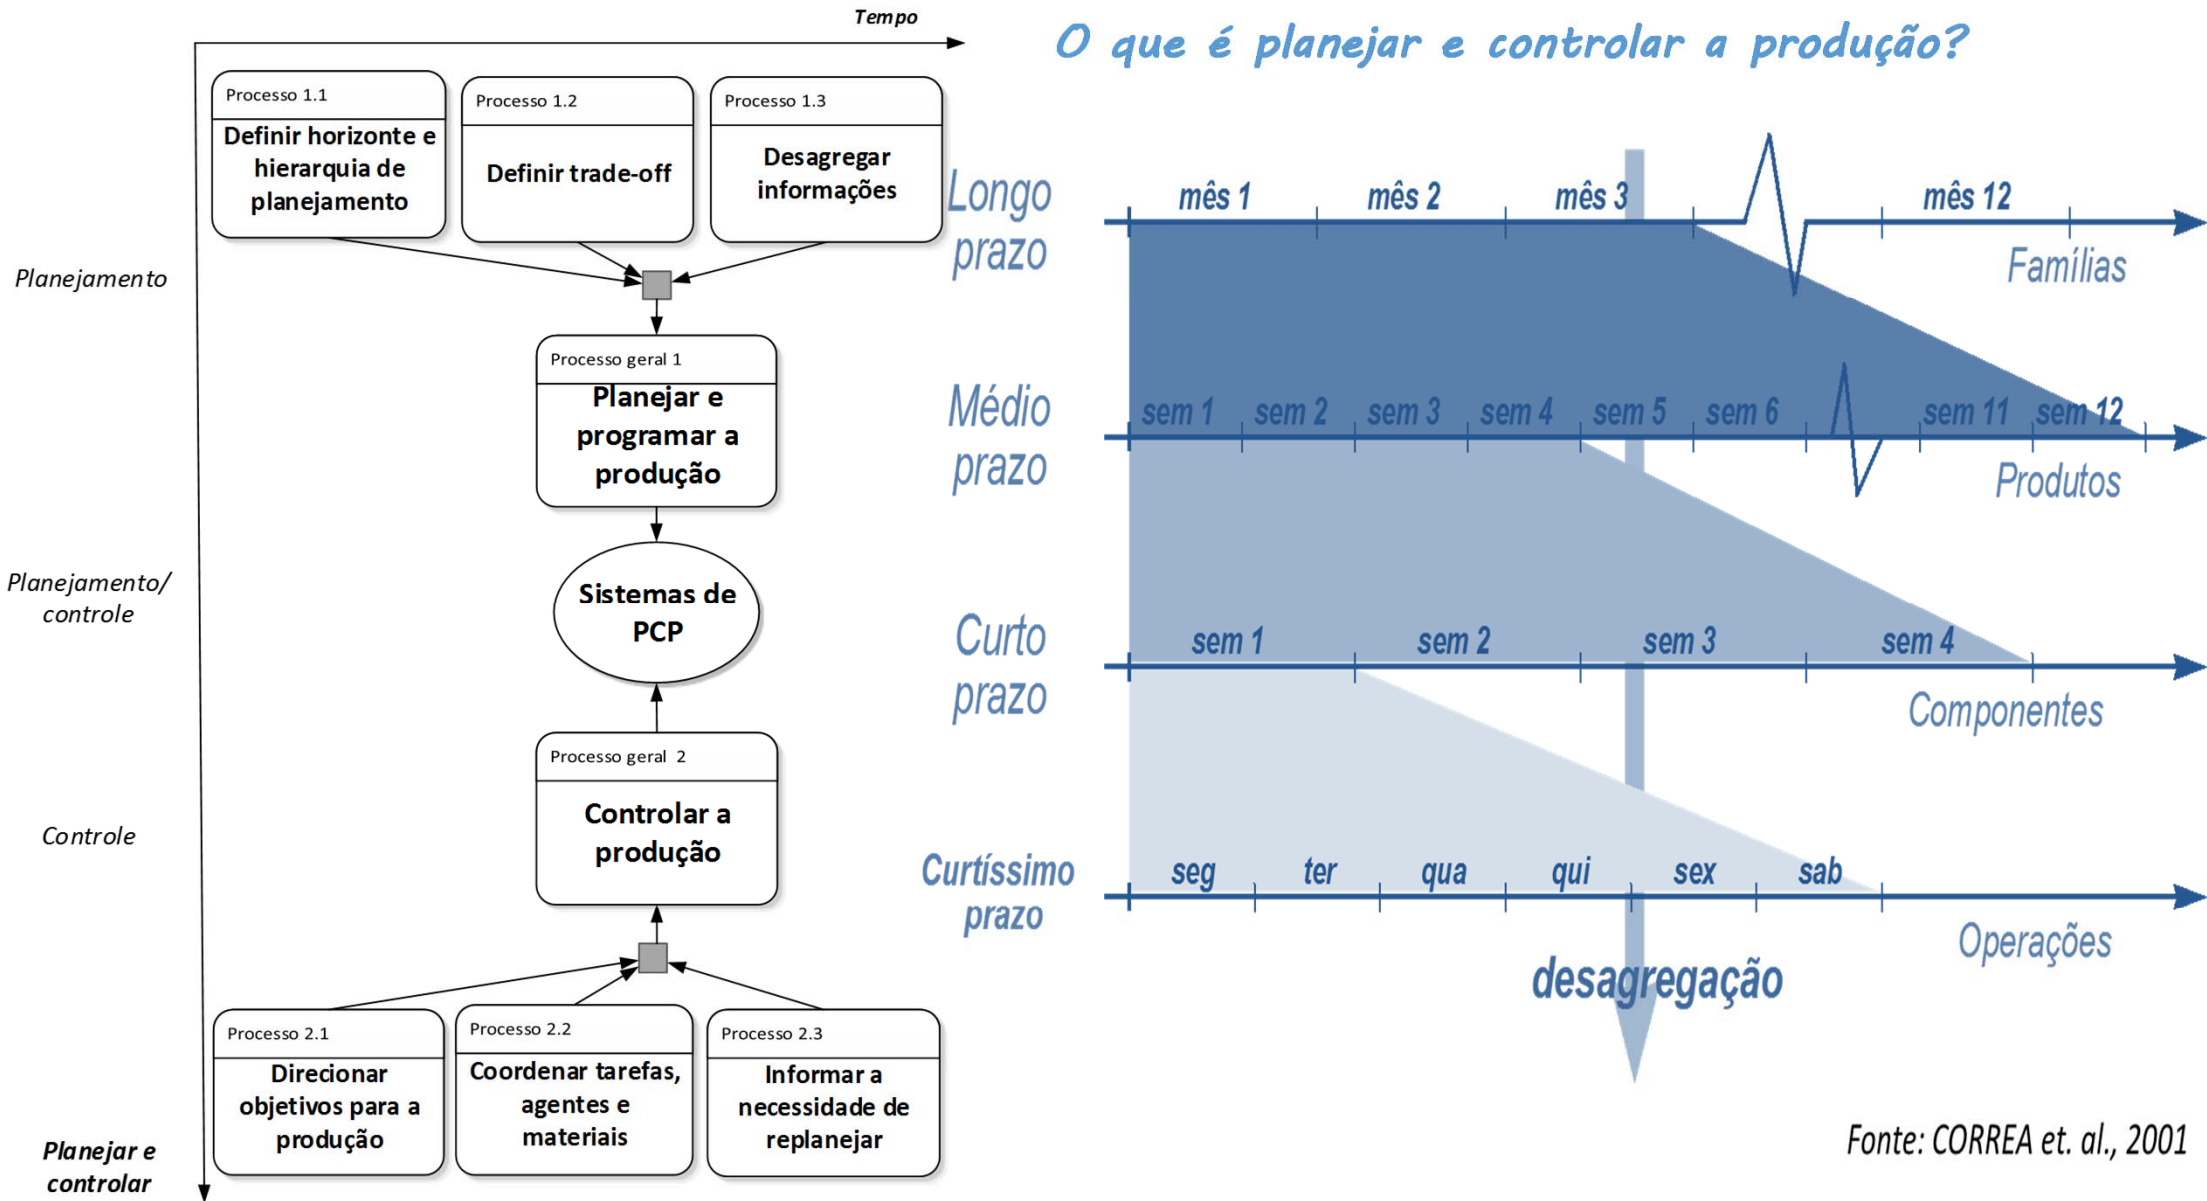 Tempo
O que é planejar e controlar a produção?
Processo 1.1
Definir horizonte e
hierarquia de
planejamento
Processo 1.2
Definir trade-off
Processo 1.3
Desagregar
informações
Planejamento
Processo geral 1
Planejar e
programar a
produção
Planejamento/
controle
Sistemas de
PCP
Controle
Processo geral 2
Controlar a
produção
Processo 2.1
Direcionar
objetivos para a
produção
Processo 2.2
Coordenar tarefas,
agentes e
materiais
Processo 2.3
Informar a
necessidade de
replanejar
Planejar e
controlar
Longo
prazo
mês 1 mês 2 mês 3 mês 12
Famílias
Médio
prazo
sem 1 sem 2 sem 3 sem 4 sem 5 sem 6 sem 11 sem 12
Produtos
Curto
prazo
sem 1 sem 2 sem 3 sem 4
Componentes
Curtíssimo
prazo
seg ter qua qui sex sab
Operações
desagregação
Fonte: CORREA et. al., 2001